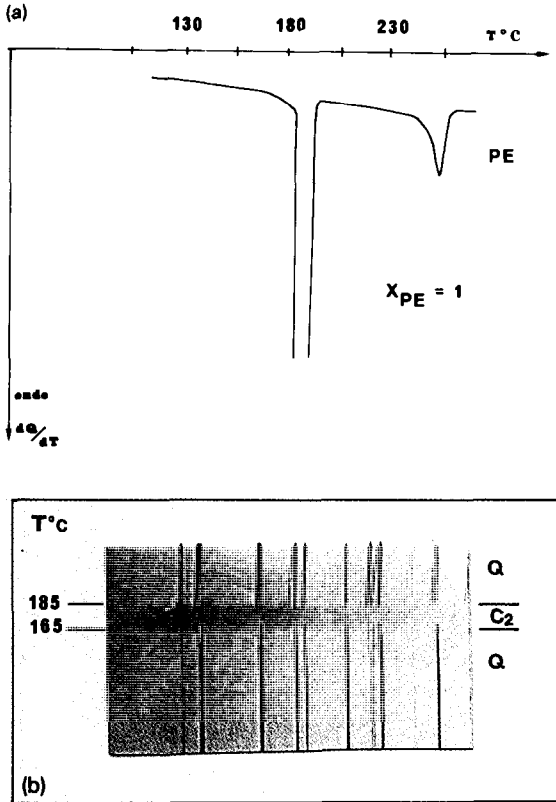 (a)
130 180 230 T°C
PE
X_PE = 1
endo
dQ/dT
T°C
185
165
Q
C₂
Q
(b)